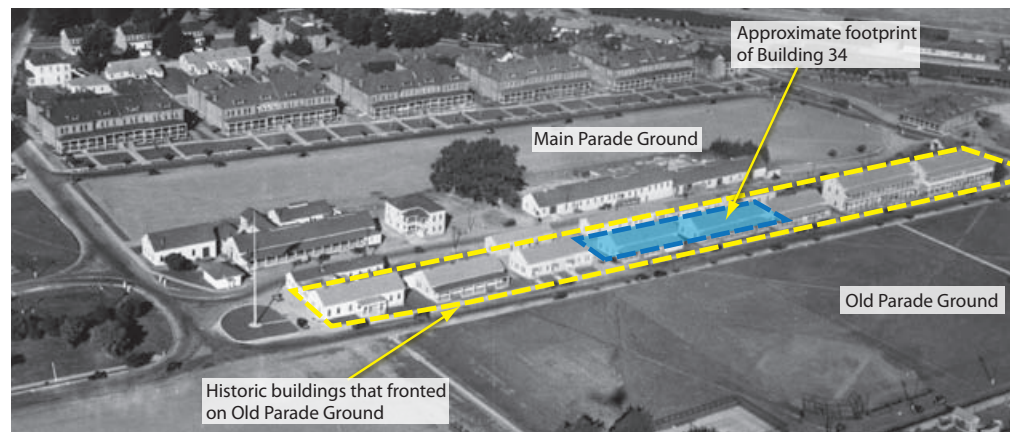 Approximate footprint
of Building 34
Main Parade Ground
Old Parade Ground
Historic buildings that fronted
on Old Parade Ground